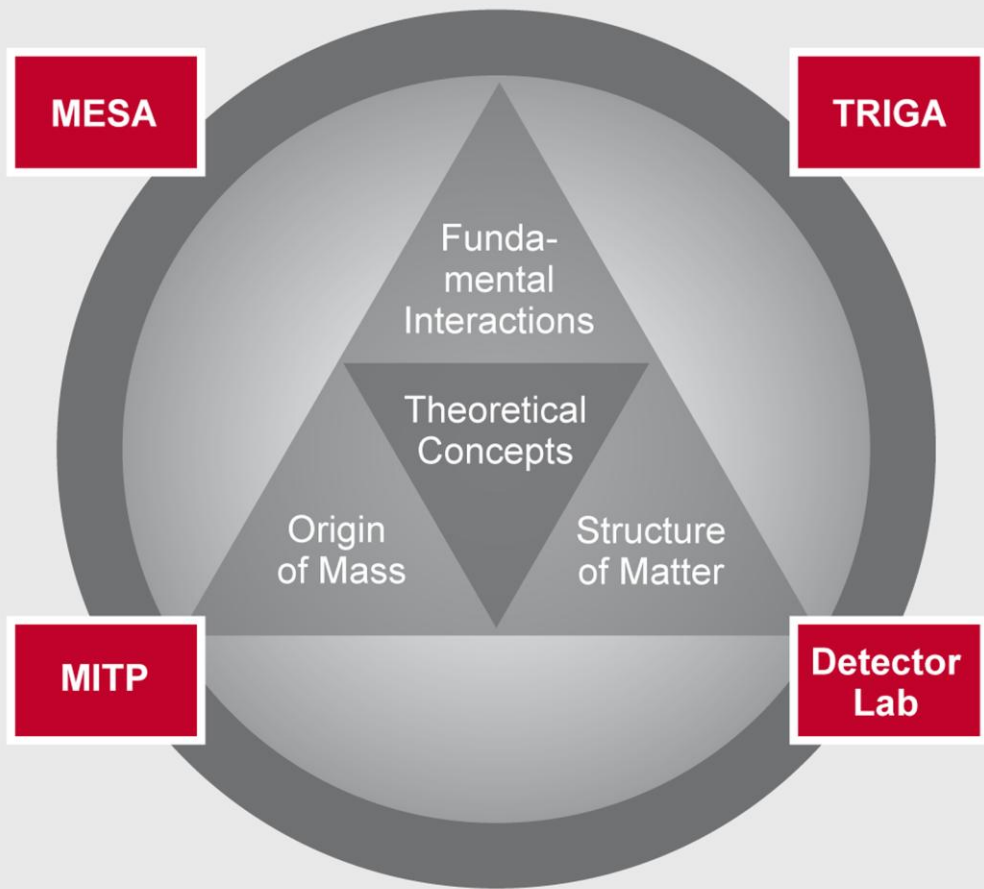 MESA
TRIGA
Funda-
mental
Interactions
Theoretical
Concepts
Origin
of Mass
Structure
of Matter
MITP
Detector
Lab